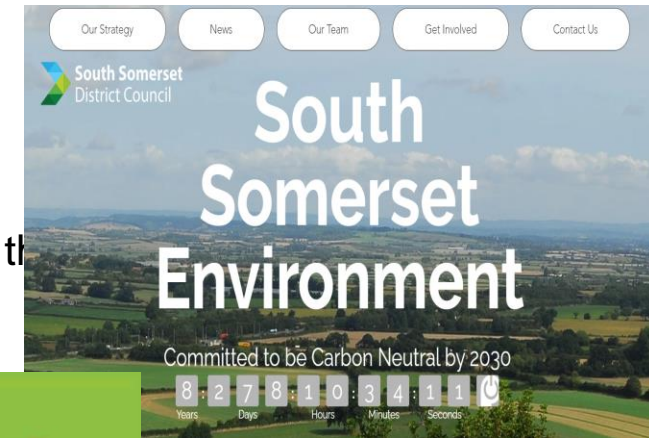 Our Strategy News Our Team Get Involved Contact Us
South Somerset
District Council
South
Somerset
Environment
Committed to be Carbon Neutral by 2030
8 : 2 7 8 : 1 0 : 3 4 : 1 1
Years Days Hours Minutes Seconds